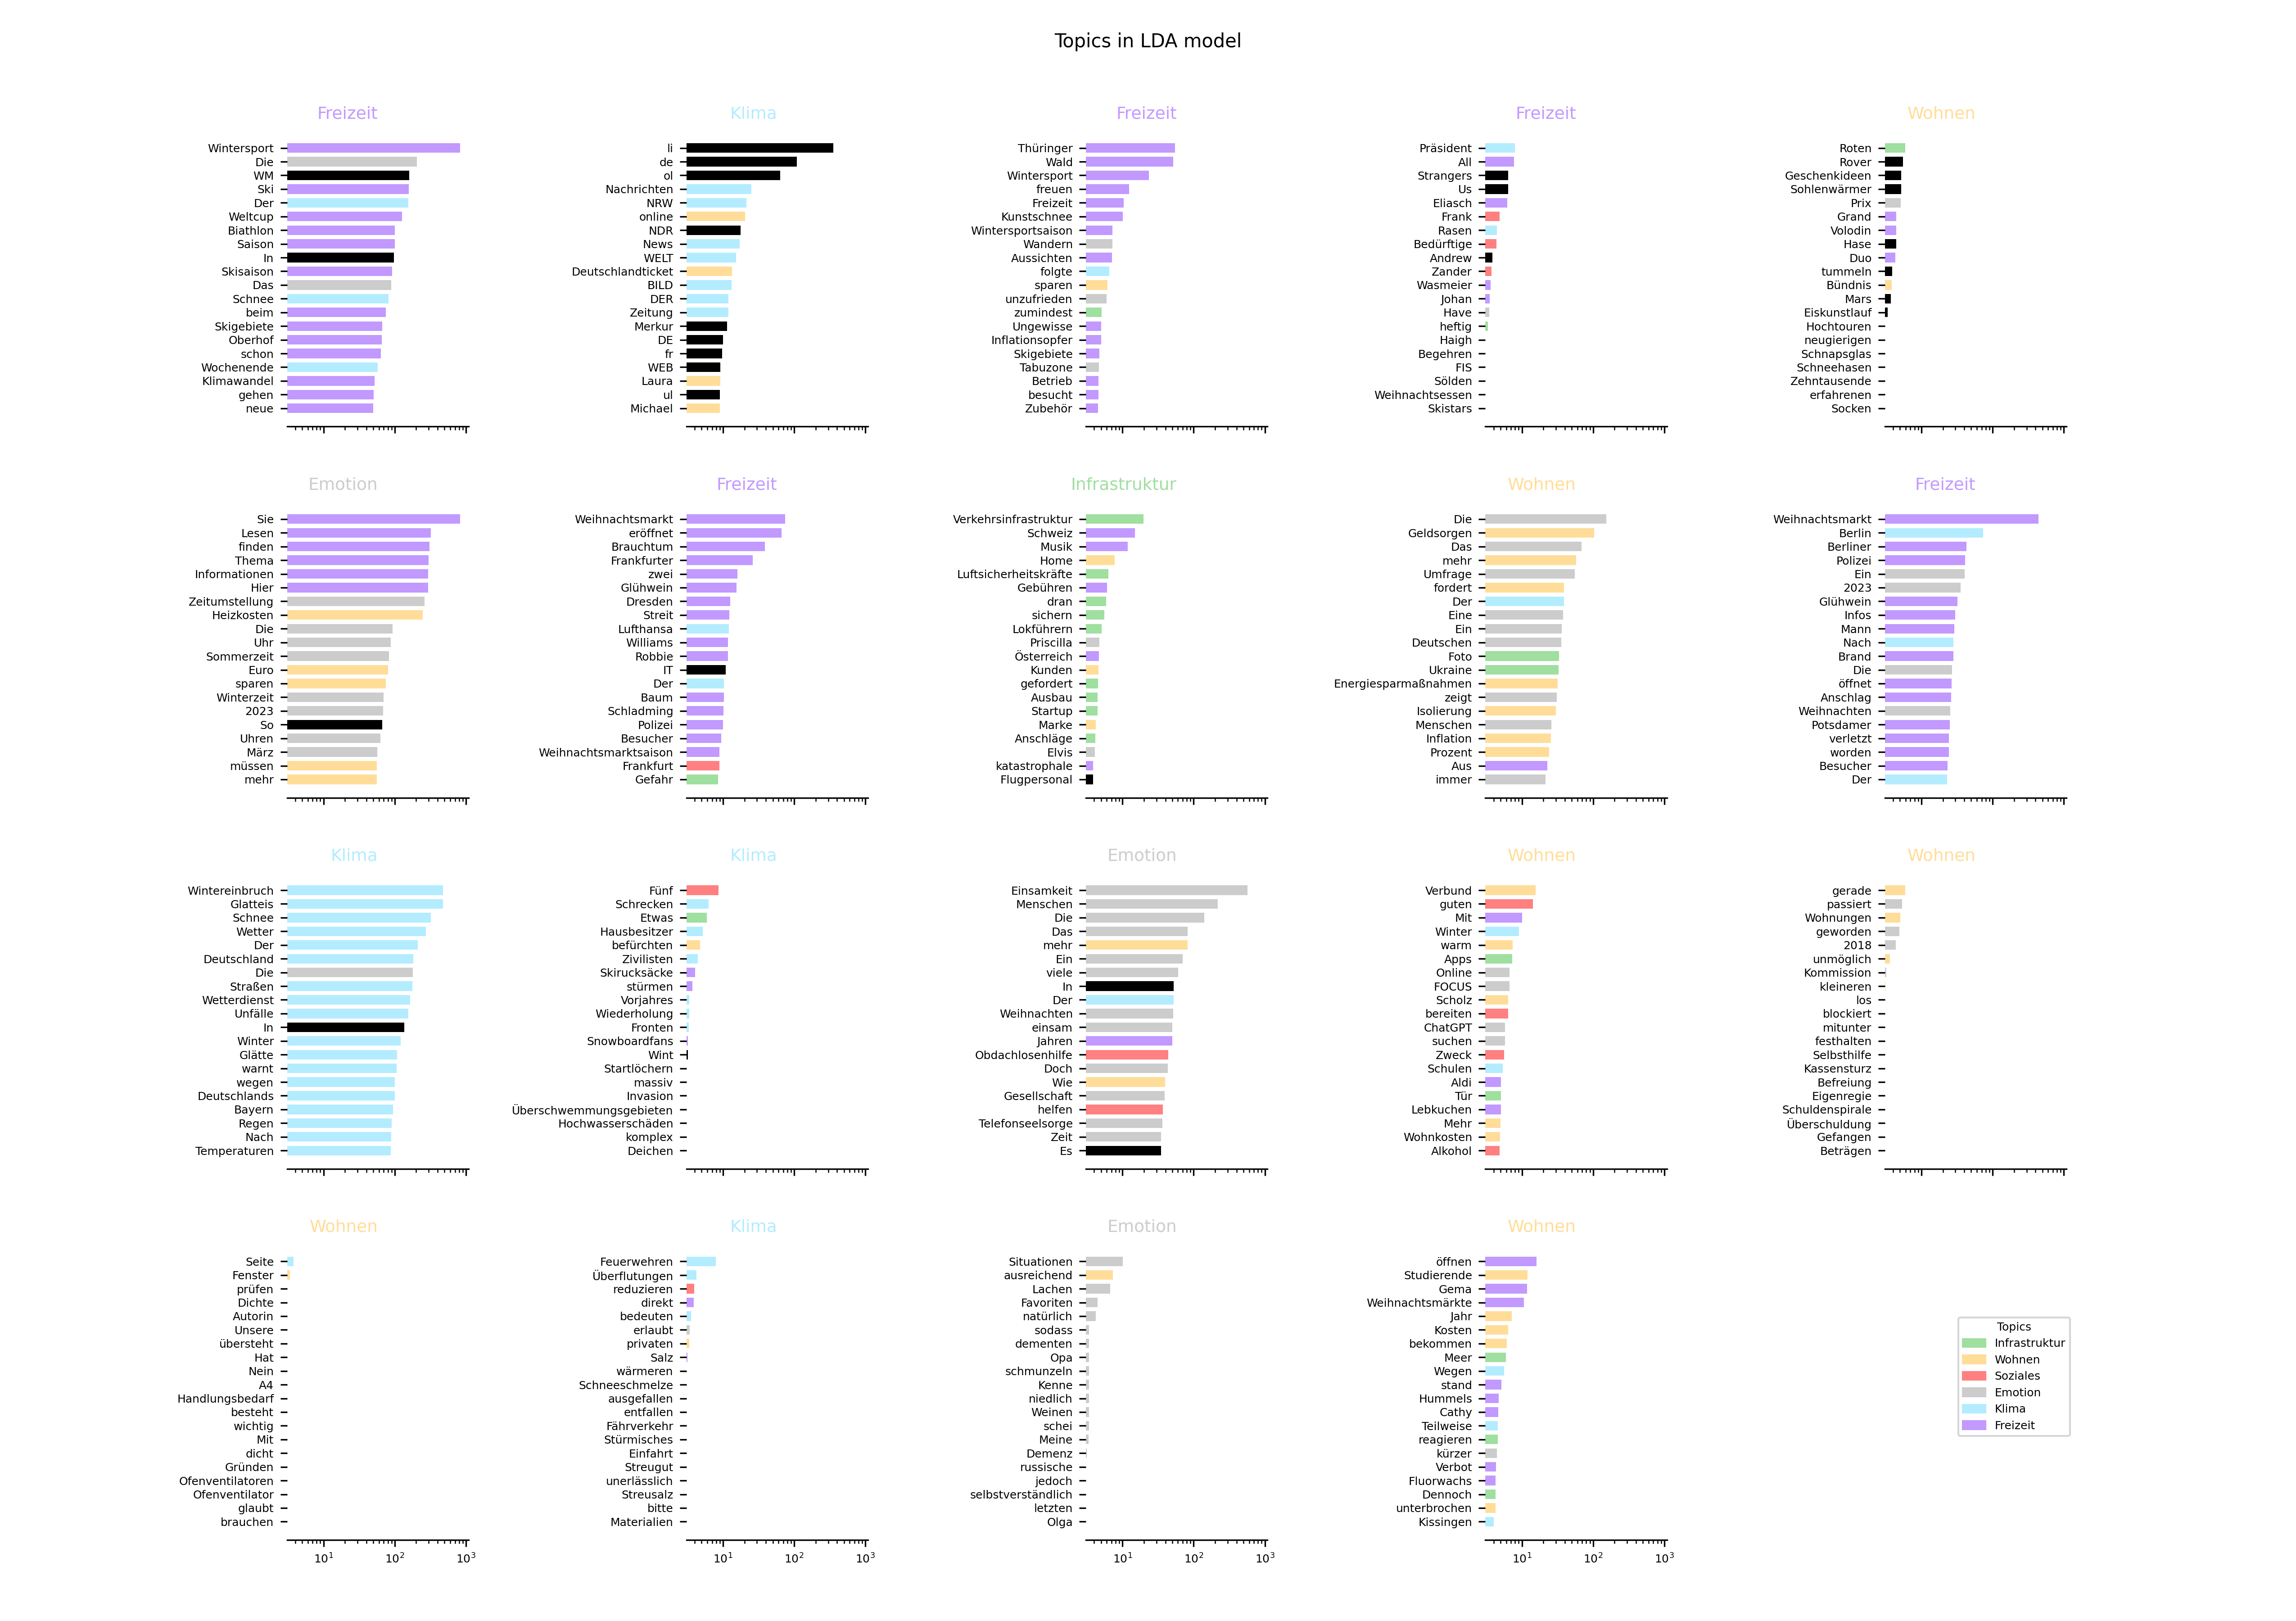 Topics in LDA model
Freizeit
Wintersport
Die
WM
Ski
Der
Weltcup
Biathlon
Saison
In
Skisaison
Das
Schnee
beim
Skigebiete
Oberhof
schon
Wochenende
Klimawandel
gehen
neue
Klima
li
de
ol
Nachrichten
NRW
online
NDR
News
WELT
Deutschlandticket
BILD
DER
Zeitung
Merkur
DE
fr
WEB
Laura
ul
Michael
Freizeit
Thüringer
Wald
Wintersport
freuen
Freizeit
Kunstschnee
Wintersportsaison
Wandern
Aussichten
folgte
sparen
unzufrieden
zumindest
Ungewisse
Inflationsopfer
Skigebiete
Tabuzone
Betrieb
besucht
Zubehör
Freizeit
Präsident
All
Strangers
Us
Eliasch
Frank
Rasen
Bedürftige
Andrew
Zander
Wasmeier
Johan
Have
heftig
Haigh
Begehren
FIS
Sölden
Weihnachtsessen
Skistars
Wohnen
Roten
Rover
Geschenkideen
Sohlenwärmer
Prix
Grand
Volodin
Hase
Duo
tummeln
Bündnis
Mars
Eiskunstlauf
Hochtouren
neugierigen
Schnapsglas
Schneehasen
Zehntausende
erfahrenen
Socken
Emotion
Sie
Lesen
finden
Thema
Informationen
Hier
Zeitumstellung
Heizkosten
Die
Uhr
Sommerzeit
Euro
sparen
Winterzeit
2023
So
Uhren
März
müssen
mehr
Freizeit
Weihnachtsmarkt
eröffnet
Brauchtum
Frankfurter
zwei
Glühwein
Dresden
Streit
Lufthansa
Williams
Robbie
IT
Der
Baum
Schladming
Polizei
Besucher
Weihnachtsmarktsaison
Frankfurt
Gefahr
Infrastruktur
Verkehrsinfrastruktur
Schweiz
Musik
Home
Luftsicherheitskräfte
Gebühren
dran
sichern
Lokführern
Priscilla
Österreich
Kunden
gefordert
Ausbau
Startup
Marke
Anschläge
Elvis
katastrophale
Flugpersonal
Wohnen
Die
Geldsorgen
Das
mehr
Umfrage
fordert
Der
Eine
Ein
Deutschen
Foto
Ukraine
Energiesparmaßnahmen
zeigt
Isolierung
Menschen
Inflation
Prozent
Aus
immer
Freizeit
Weihnachtsmarkt
Berlin
Berliner
Polizei
Ein
2023
Glühwein
Infos
Mann
Nach
Brand
Die
öffnet
Anschlag
Weihnachten
Potsdamer
verletzt
worden
Besucher
Der
Klima
Wintereinbruch
Glatteis
Schnee
Wetter
Der
Deutschland
Die
Straßen
Wetterdienst
Unfälle
In
Winter
Glätte
warnt
wegen
Deutschlands
Bayern
Regen
Nach
Temperaturen
Klima
Fünf
Schrecken
Etwas
Hausbesitzer
befürchten
Zivilisten
Skirucksäcke
stürmen
Vorjahres
Wiederholung
Fronten
Snowboardfans
Wint
Startlöchern
massiv
Invasion
Überschwemmungsgebieten
Hochwasserschäden
komplex
Deichen
Emotion
Einsamkeit
Menschen
Die
Das
mehr
Ein
viele
In
Der
Weihnachten
einsam
Jahren
Obdachlosenhilfe
Doch
Wie
Gesellschaft
helfen
Telefonseelsorge
Zeit
Es
Wohnen
Verbund
guten
Mit
Winter
warm
Apps
Online
FOCUS
Scholz
bereiten
ChatGPT
suchen
Zweck
Schulen
Aldi
Tür
Lebkuchen
Mehr
Wohnkosten
Alkohol
Wohnen
gerade
passiert
Wohnungen
geworden
2018
unmöglich
Kommission
kleineren
los
blockiert
mitunter
festhalten
Selbsthilfe
Kassensturz
Befreiung
Eigenregie
Schuldenspirale
Überschuldung
Gefangen
Beträgen
Wohnen
Seite
Fenster
prüfen
Dichte
Autorin
Unsere
übersteht
Hat
Nein
A4
Handlungsbedarf
besteht
wichtig
Mit
dicht
Gründen
Ofenventilatoren
Ofenventilator
glaubt
brauchen
10¹ 10² 10³
Klima
Feuerwehren
Überflutungen
reduzieren
direkt
bedeuten
erlaubt
privaten
Salz
wärmeren
Schneeschmelze
ausgefallen
entfallen
Fährverkehr
Stürmisches
Einfahrt
Streugut
unerlässlich
Streusalz
bitte
Materialien
10¹ 10² 10³
Emotion
Situationen
ausreichend
Lachen
Favoriten
natürlich
sodass
dementen
Opa
schmunzeln
Kenne
niedlich
Weinen
schei
Meine
Demenz
russische
jedoch
selbstverständlich
letzten
Olga
10¹ 10² 10³
Wohnen
öffnen
Studierende
Gema
Weihnachtsmärkte
Jahr
Kosten
bekommen
Meer
Wegen
stand
Hummels
Cathy
Teilweise
reagieren
kürzer
Verbot
Fluorwachs
Dennoch
unterbrochen
Kissingen
10¹ 10² 10³
Topics
Infrastruktur
Wohnen
Soziales
Emotion
Klima
Freizeit